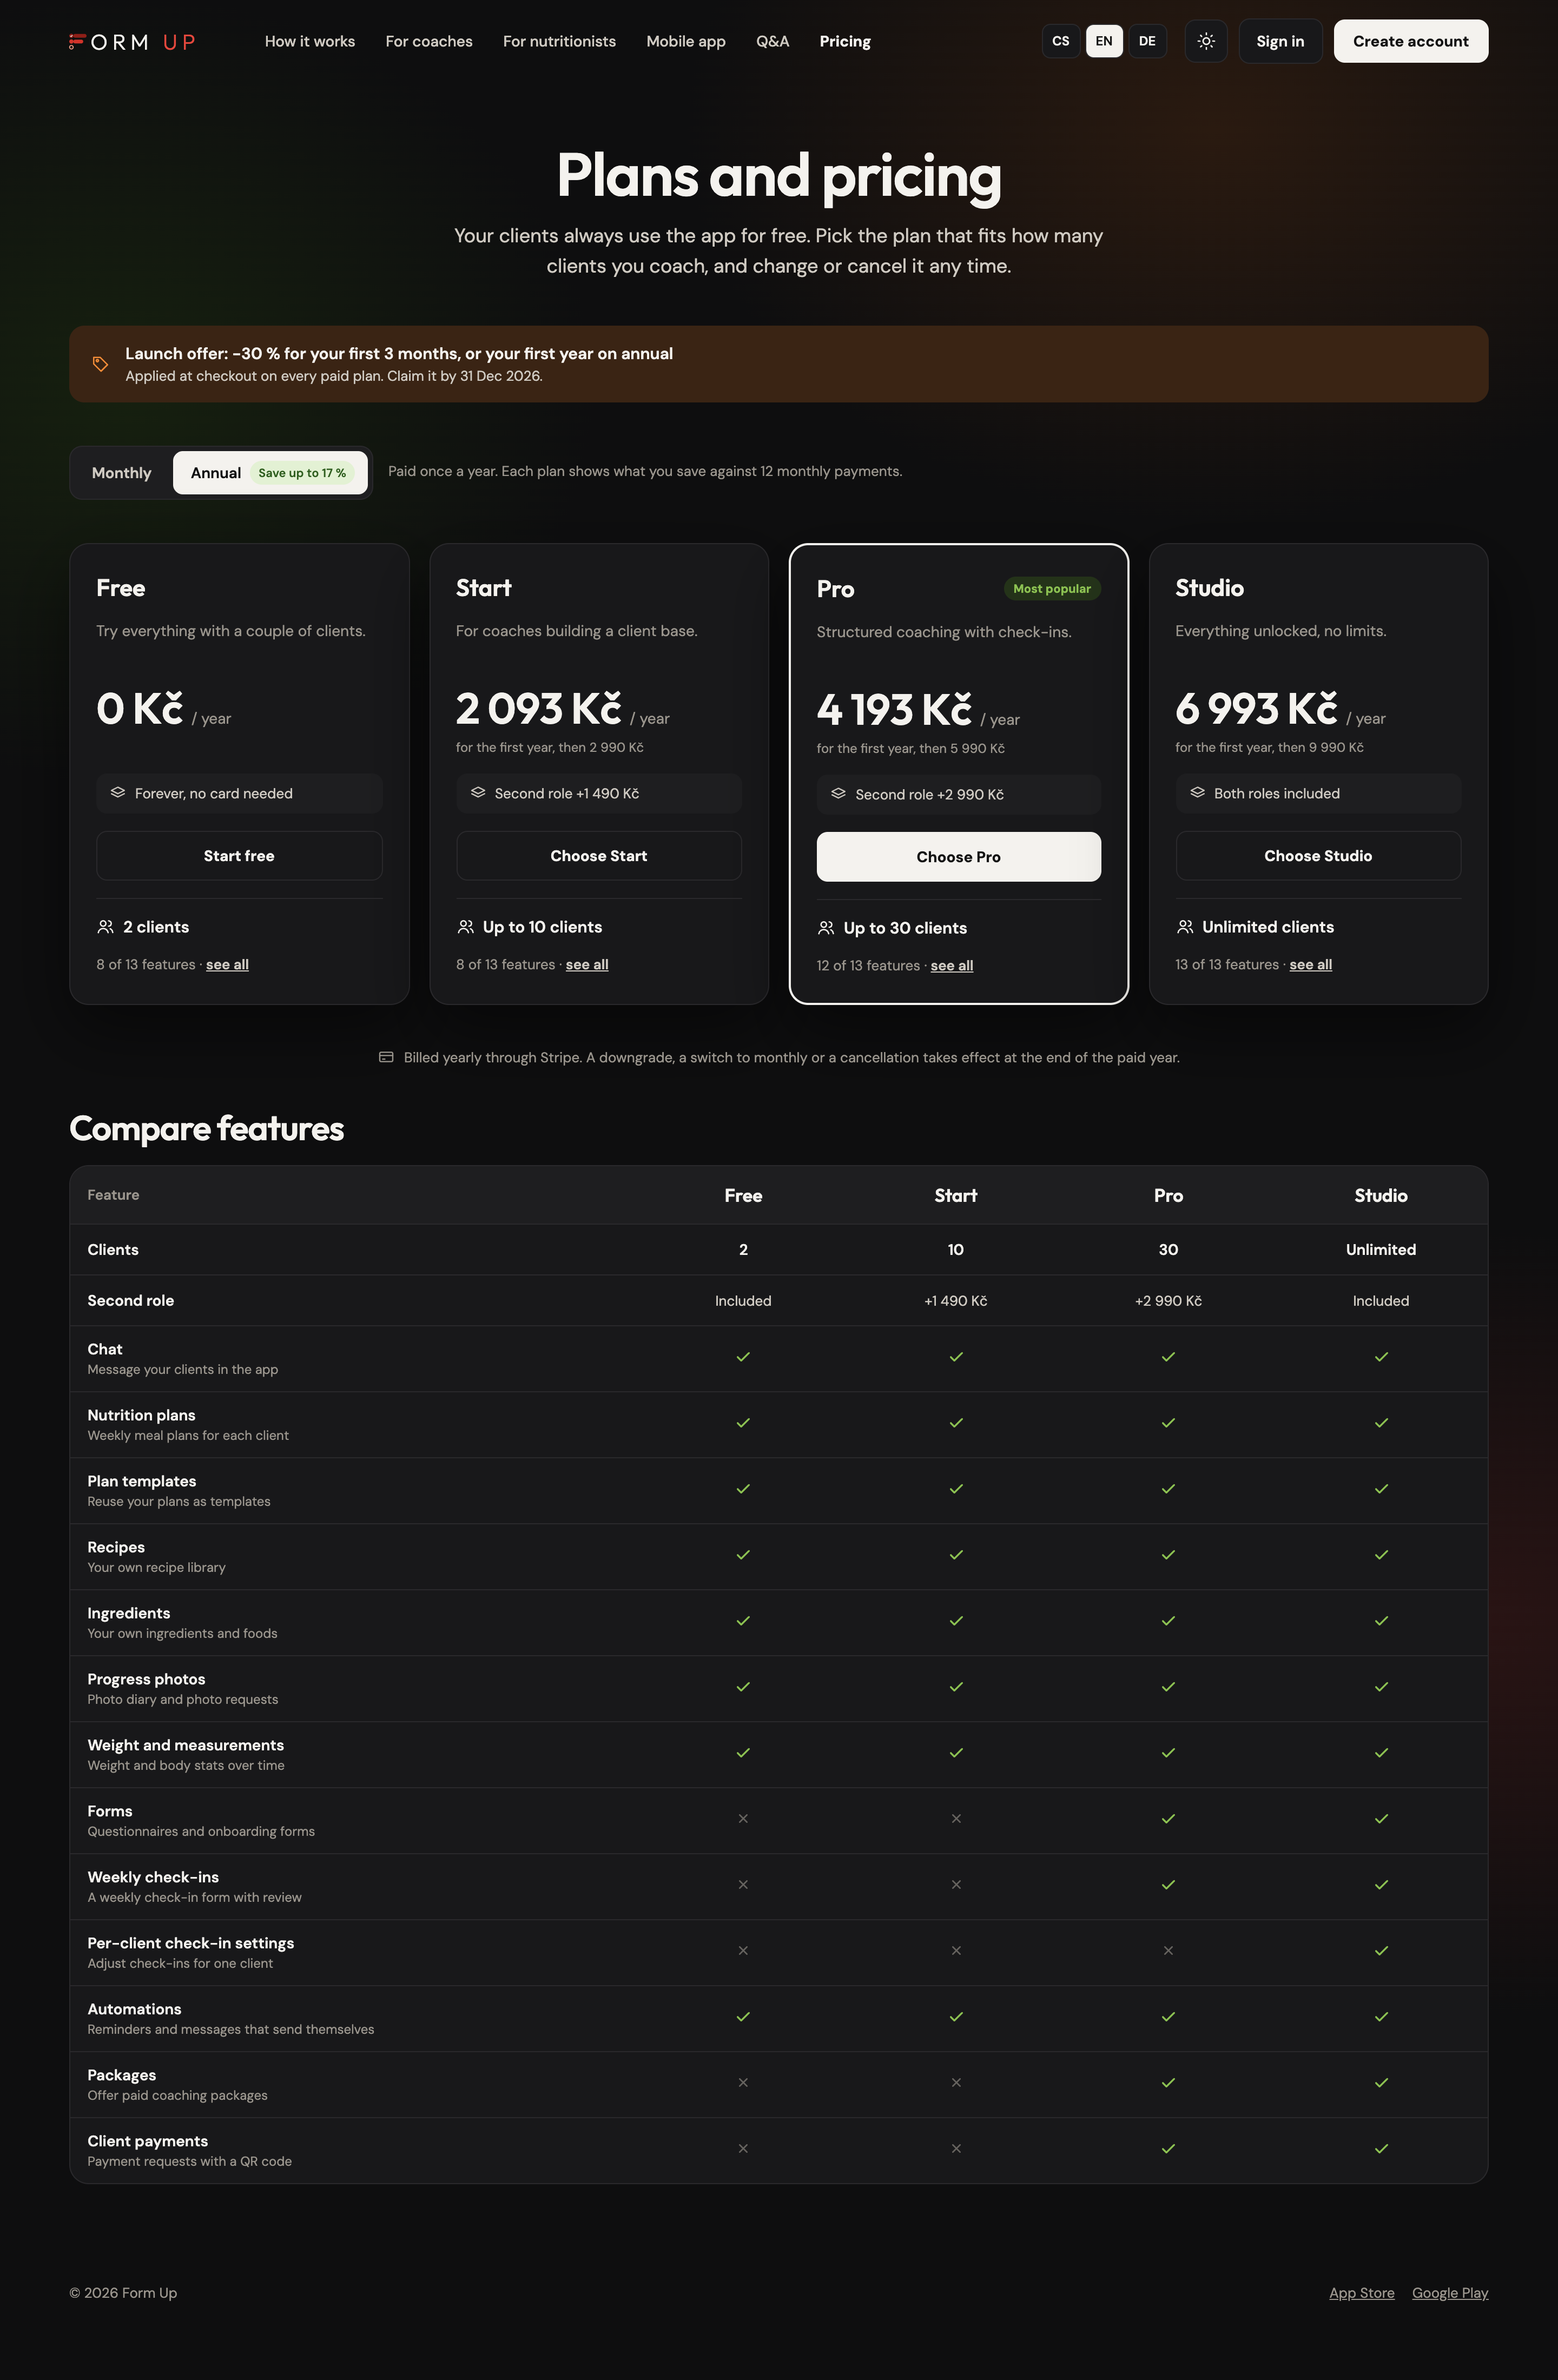 FORM UP
How it works
For coaches
For nutritionists
Mobile app
Q&A
Pricing
CS
EN
DE
Sign in
Create account
Plans and pricing
Your clients always use the app for free. Pick the plan that fits how many
clients you coach, and change or cancel it any time.
Launch offer: -30 % for your first 3 months, or your first year on annual
Applied at checkout on every paid plan. Claim it by 31 Dec 2026.
Monthly
Annual
Save up to 17 %
Paid once a year. Each plan shows what you save against 12 monthly payments.
Free
Try everything with a couple of clients.
0 Kč / year
Forever, no card needed
Start free
2 clients
8 of 13 features · see all
Start
For coaches building a client base.
2 093 Kč / year
for the first year, then 2 990 Kč
Second role +1 490 Kč
Choose Start
Up to 10 clients
8 of 13 features · see all
Pro
Most popular
Structured coaching with check-ins.
4 193 Kč / year
for the first year, then 5 990 Kč
Second role +2 990 Kč
Choose Pro
Up to 30 clients
12 of 13 features · see all
Studio
Everything unlocked, no limits.
6 993 Kč / year
for the first year, then 9 990 Kč
Both roles included
Choose Studio
Unlimited clients
13 of 13 features · see all
Billed yearly through Stripe. A downgrade, a switch to monthly or a cancellation takes effect at the end of the paid year.
Compare features
Feature Free Start Pro Studio
Clients 2 10 30 Unlimited
Second role Included +1 490 Kč +2 990 Kč Included
Chat
Message your clients in the app
Nutrition plans
Weekly meal plans for each client
Plan templates
Reuse your plans as templates
Recipes
Your own recipe library
Ingredients
Your own ingredients and foods
Progress photos
Photo diary and photo requests
Weight and measurements
Weight and body stats over time
Forms
Questionnaires and onboarding forms
Weekly check-ins
A weekly check-in form with review
Per-client check-in settings
Adjust check-ins for one client
Automations
Reminders and messages that send themselves
Packages
Offer paid coaching packages
Client payments
Payment requests with a QR code
© 2026 Form Up
App Store
Google Play